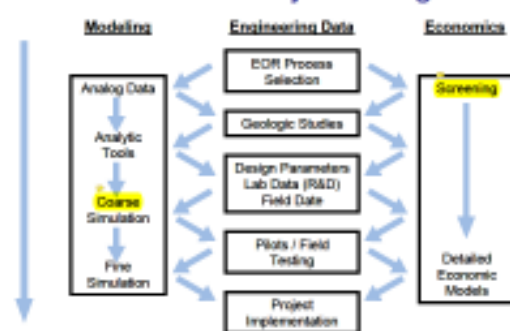 Modeling
Engineering Data
Economics
Analog Data
Analytic
Tools
Coarse
Simulation
Fine
Simulation
EOR Process
Selection
Geologic Studies
Design Parameters
Lab Data (R&D)
Field Date
Pilots / Field
Testing
Project
Implementation
Screening
Detailed
Economic
Models